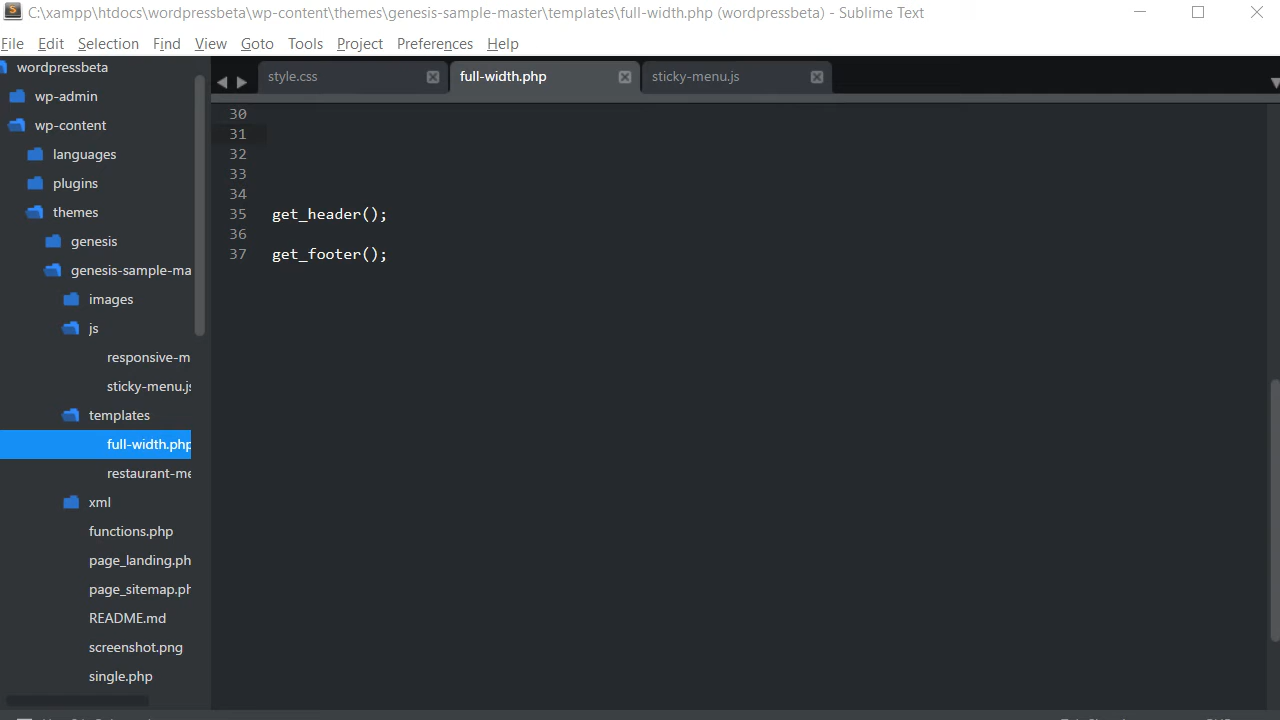 C:\xampp\htdocs\wordpressbeta\wp-content\themes\genesis-sample-master\templates\full-width.php (wordpressbeta) - Sublime Text
File Edit Selection Find View Goto Tools Project Preferences Help
wordpressbeta
wp-admin
wp-content
languages
plugins
themes
genesis
genesis-sample-ma
images
js
responsive-m
sticky-menu.js
templates
full-width.php
restaurant-me
xml
functions.php
page_landing.ph
page_sitemap.ph
README.md
screenshot.png
single.php
style.css
full-width.php
sticky-menu.js
30
31
32
33
34
35 get_header();
36
37 get_footer();